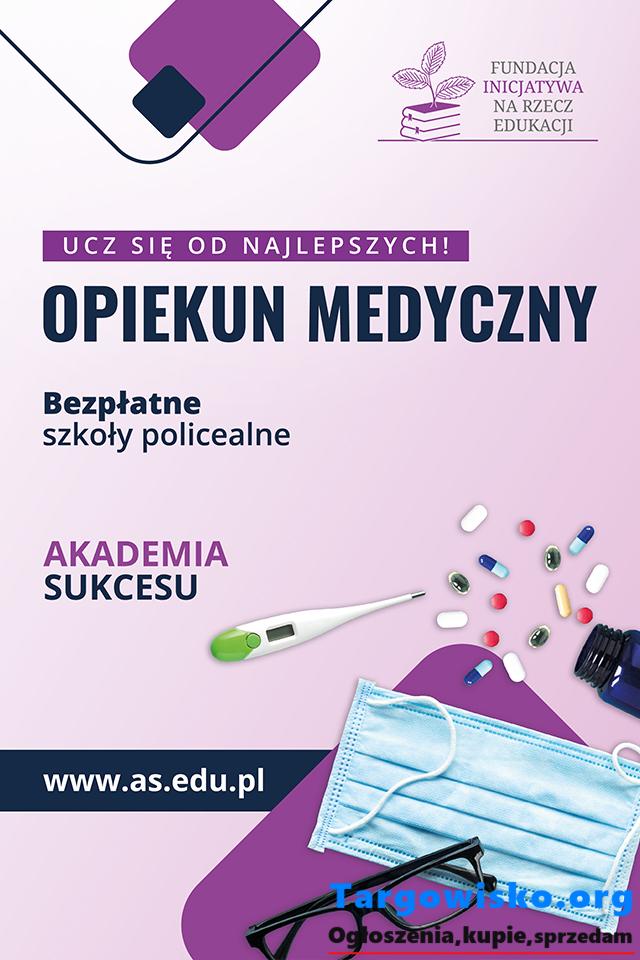 FUNDACJA
INICJATYWA
NA RZECZ
EDUKACJI
UCZ SIĘ OD NAJLEPSZYCH!
OPIEKUN MEDYCZNY
Bezpłatne
szkoły policealne
AKADEMIA
SUKCESU
www.as.edu.pl
Targowisko.org
Ogłoszenia,kupie,sprzedam